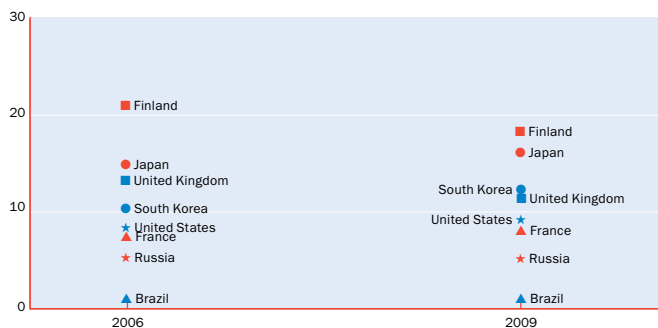 30
20
10
0
Finland
Japan
United Kingdom
South Korea
United States
France
Russia
Brazil
Finland
Japan
South Korea
United Kingdom
United States
France
Russia
Brazil
2006
2009